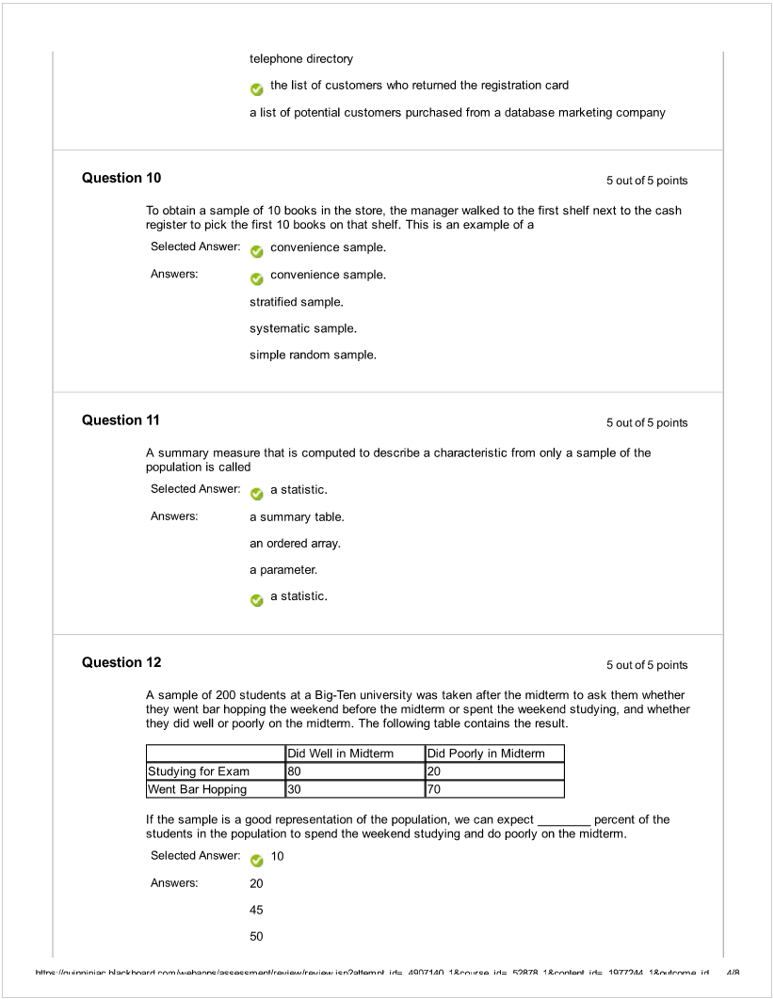 telephone directory
the list of customers who returned the registration card
a list of potential customers purchased from a database marketing company
Question 10
5 out of 5 points
To obtain a sample of 10 books in the store, the manager walked to the first shelf next to the cash
register to pick the first 10 books on that shelf. This is an example of a
Selected Answer: convenience sample.
Answers: convenience sample.
stratified sample.
systematic sample.
simple random sample.
Question 11
5 out of 5 points
A summary measure that is computed to describe a characteristic from only a sample of the
population is called
Selected Answer: a statistic.
Answers: a summary table.
an ordered array.
a parameter.
a statistic.
Question 12
5 out of 5 points
A sample of 200 students at a Big-Ten university was taken after the midterm to ask them whether
they went bar hopping the weekend before the midterm or spent the weekend studying, and whether
they did well or poorly on the midterm. The following table contains the result.
Did Well in Midterm Did Poorly in Midterm
Studying for Exam 80 20
Went Bar Hopping 30 70
If the sample is a good representation of the population, we can expect ________ percent of the
students in the population to spend the weekend studying and do poorly on the midterm.
Selected Answer: 10
Answers: 20
45
50
https://quinnipiac.blackboard.com/webapps/assessment/review/review.jsp?attempt_id=_4907140_1&course_id=_52878_1&content_id=_1977244_1&outcome_id... 4/8